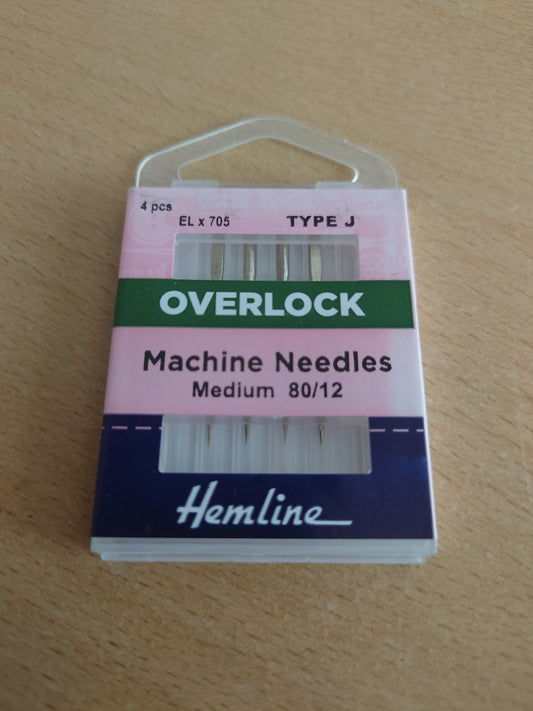 4 pcs
EL x 705 TYPE J
OVERLOCK
Machine Needles
Medium 80/12
Hemline